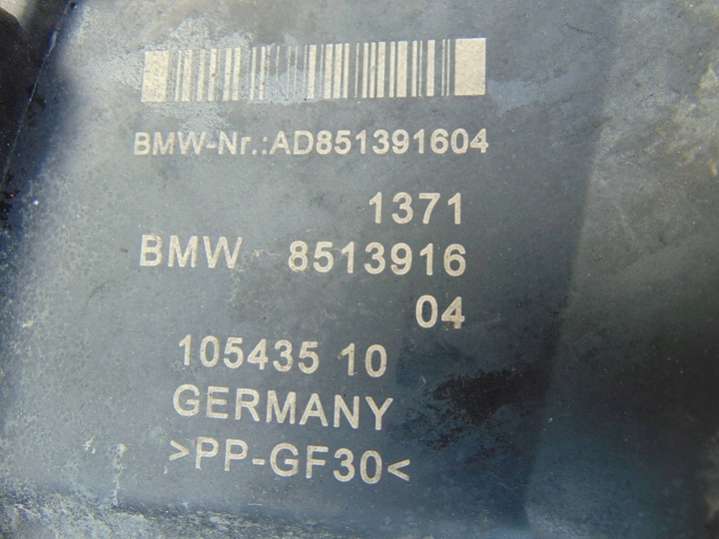 BMW-Nr.:AD851391604
1371
BMW 8513916
04
105435 10
GERMANY
>PP-GF30<